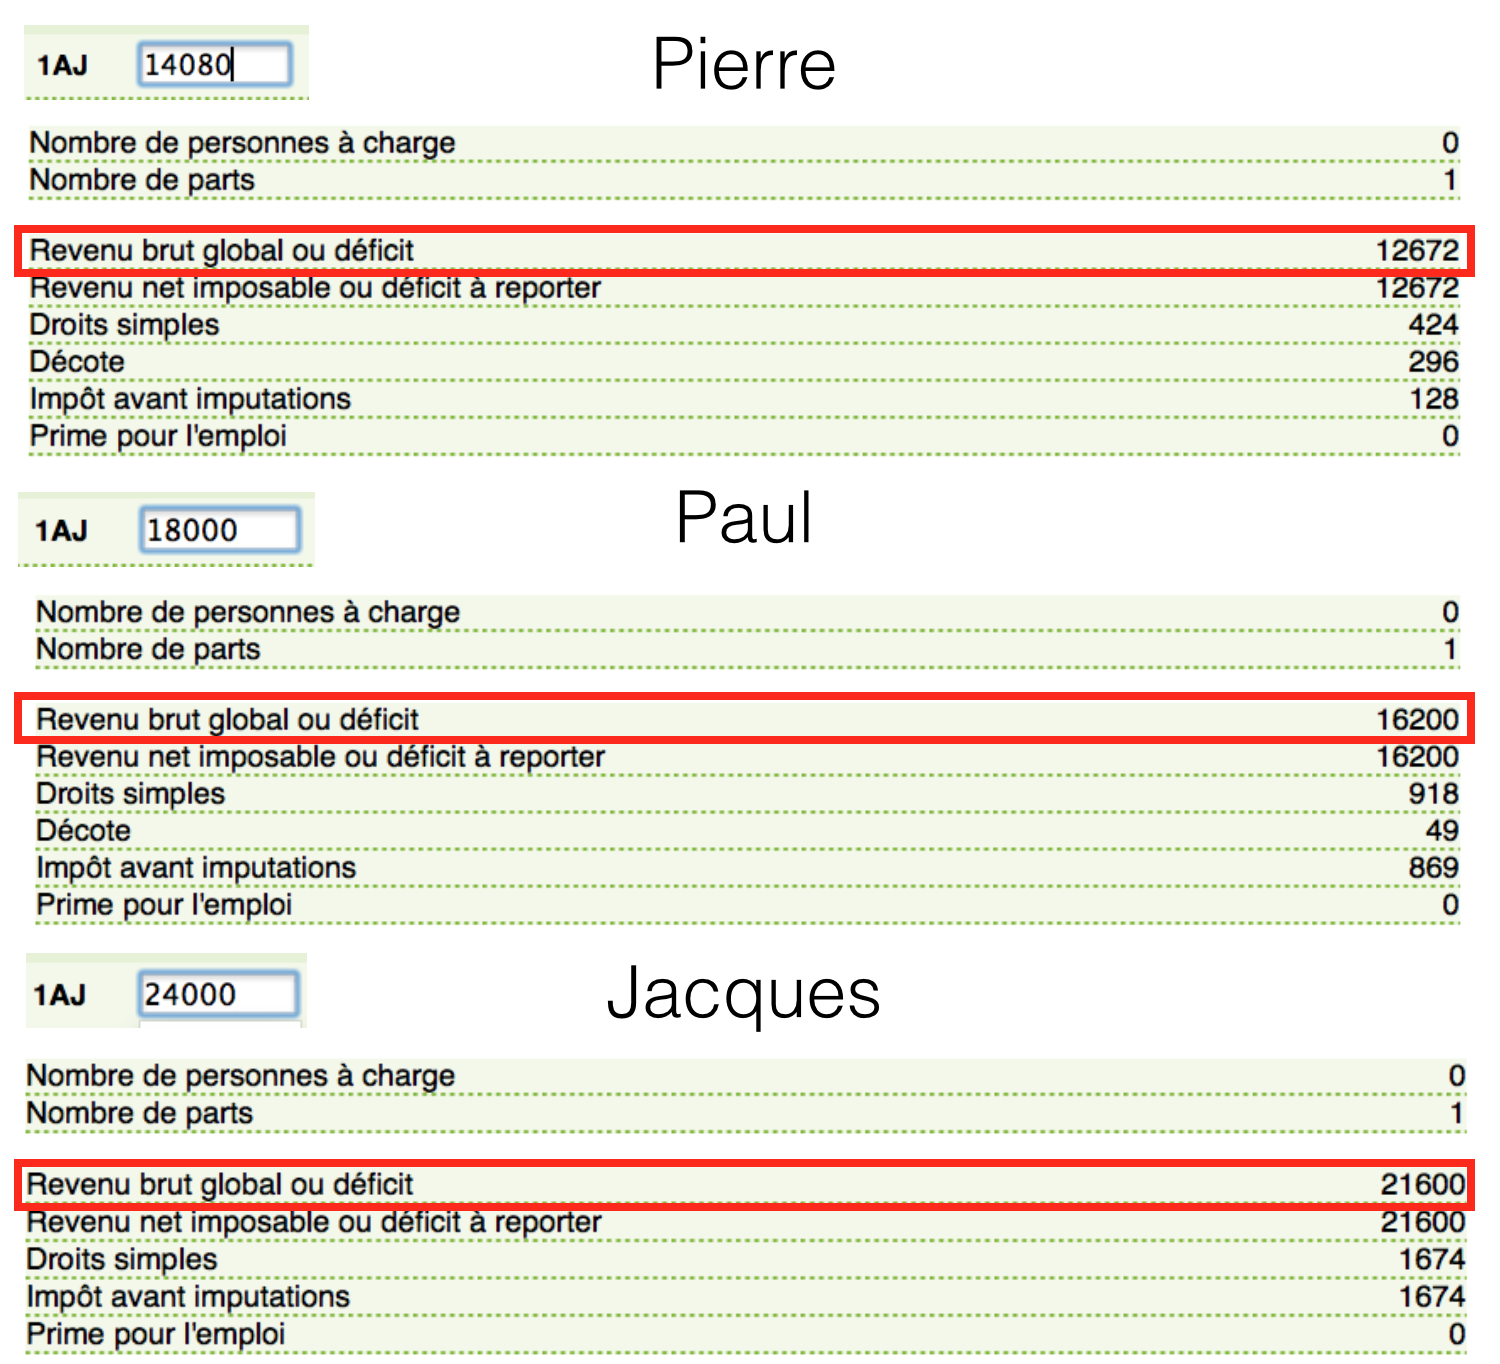 1AJ 14080 Pierre
Nombre de personnes à charge 0
Nombre de parts 1
Revenu brut global ou déficit 12672
Revenu net imposable ou déficit à reporter 12672
Droits simples 424
Décote 296
Impôt avant imputations 128
Prime pour l'emploi 0
1AJ 18000 Paul
Nombre de personnes à charge 0
Nombre de parts 1
Revenu brut global ou déficit 16200
Revenu net imposable ou déficit à reporter 16200
Droits simples 918
Décote 49
Impôt avant imputations 869
Prime pour l'emploi 0
1AJ 24000 Jacques
Nombre de personnes à charge 0
Nombre de parts 1
Revenu brut global ou déficit 21600
Revenu net imposable ou déficit à reporter 21600
Droits simples 1674
Impôt avant imputations 1674
Prime pour l'emploi 0